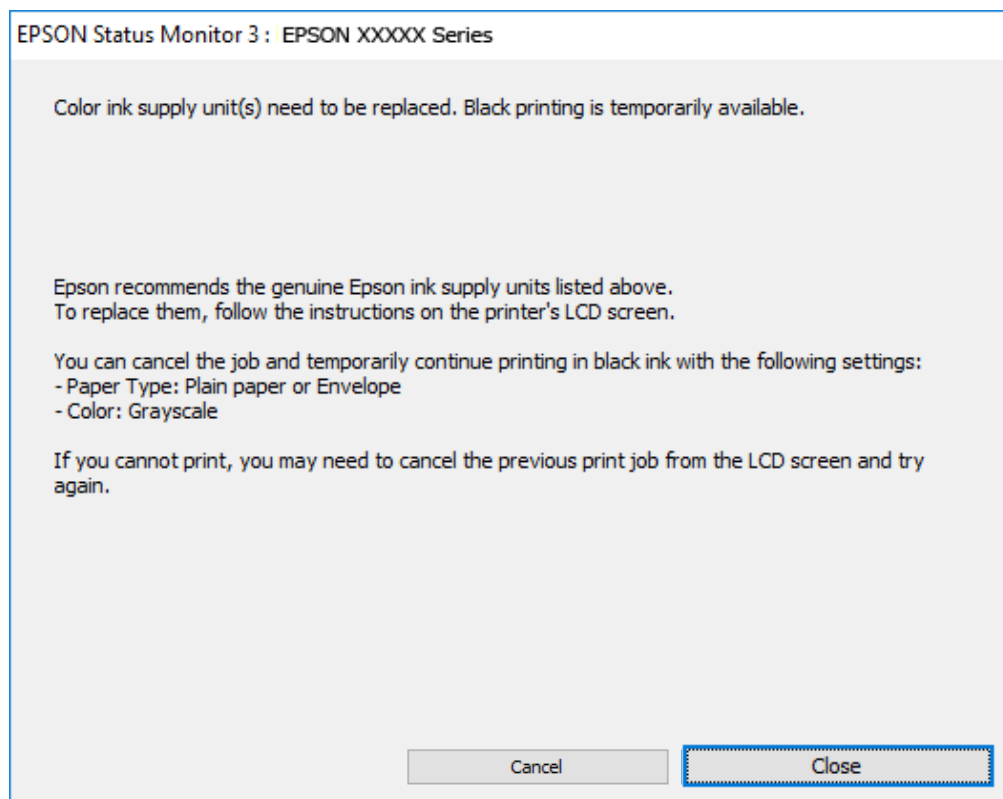 EPSON Status Monitor 3 : EPSON XXXXX Series
Color ink supply unit(s) need to be replaced. Black printing is temporarily available.
Epson recommends the genuine Epson ink supply units listed above.
To replace them, follow the instructions on the printer's LCD screen.
You can cancel the job and temporarily continue printing in black ink with the following settings:
- Paper Type: Plain paper or Envelope
- Color: Grayscale
If you cannot print, you may need to cancel the previous print job from the LCD screen and try
again.
Cancel
Close